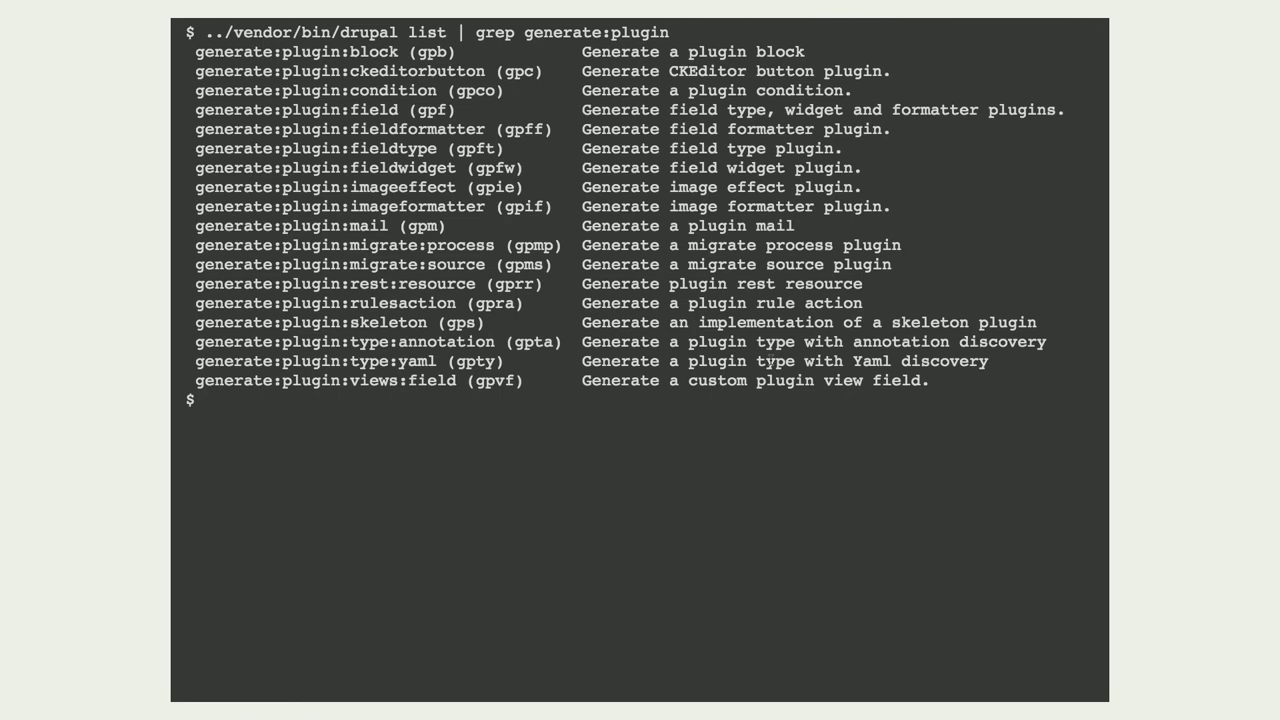 $ ../vendor/bin/drupal list | grep generate:plugin
generate:plugin:block (gpb) Generate a plugin block
generate:plugin:ckeditorbutton (gpc) Generate CKEditor button plugin.
generate:plugin:condition (gpco) Generate a plugin condition.
generate:plugin:field (gpf) Generate field type, widget and formatter plugins.
generate:plugin:fieldformatter (gpff) Generate field formatter plugin.
generate:plugin:fieldtype (gpft) Generate field type plugin.
generate:plugin:fieldwidget (gpfw) Generate field widget plugin.
generate:plugin:imageeffect (gpie) Generate image effect plugin.
generate:plugin:imageformatter (gpif) Generate image formatter plugin.
generate:plugin:mail (gpm) Generate a plugin mail
generate:plugin:migrate:process (gpmp) Generate a migrate process plugin
generate:plugin:migrate:source (gpms) Generate a migrate source plugin
generate:plugin:rest:resource (gprr) Generate plugin rest resource
generate:plugin:rulesaction (gpra) Generate a plugin rule action
generate:plugin:skeleton (gps) Generate an implementation of a skeleton plugin
generate:plugin:type:annotation (gpta) Generate a plugin type with annotation discovery
generate:plugin:type:yaml (gpty) Generate a plugin type with Yaml discovery
generate:plugin:views:field (gpvf) Generate a custom plugin view field.
$